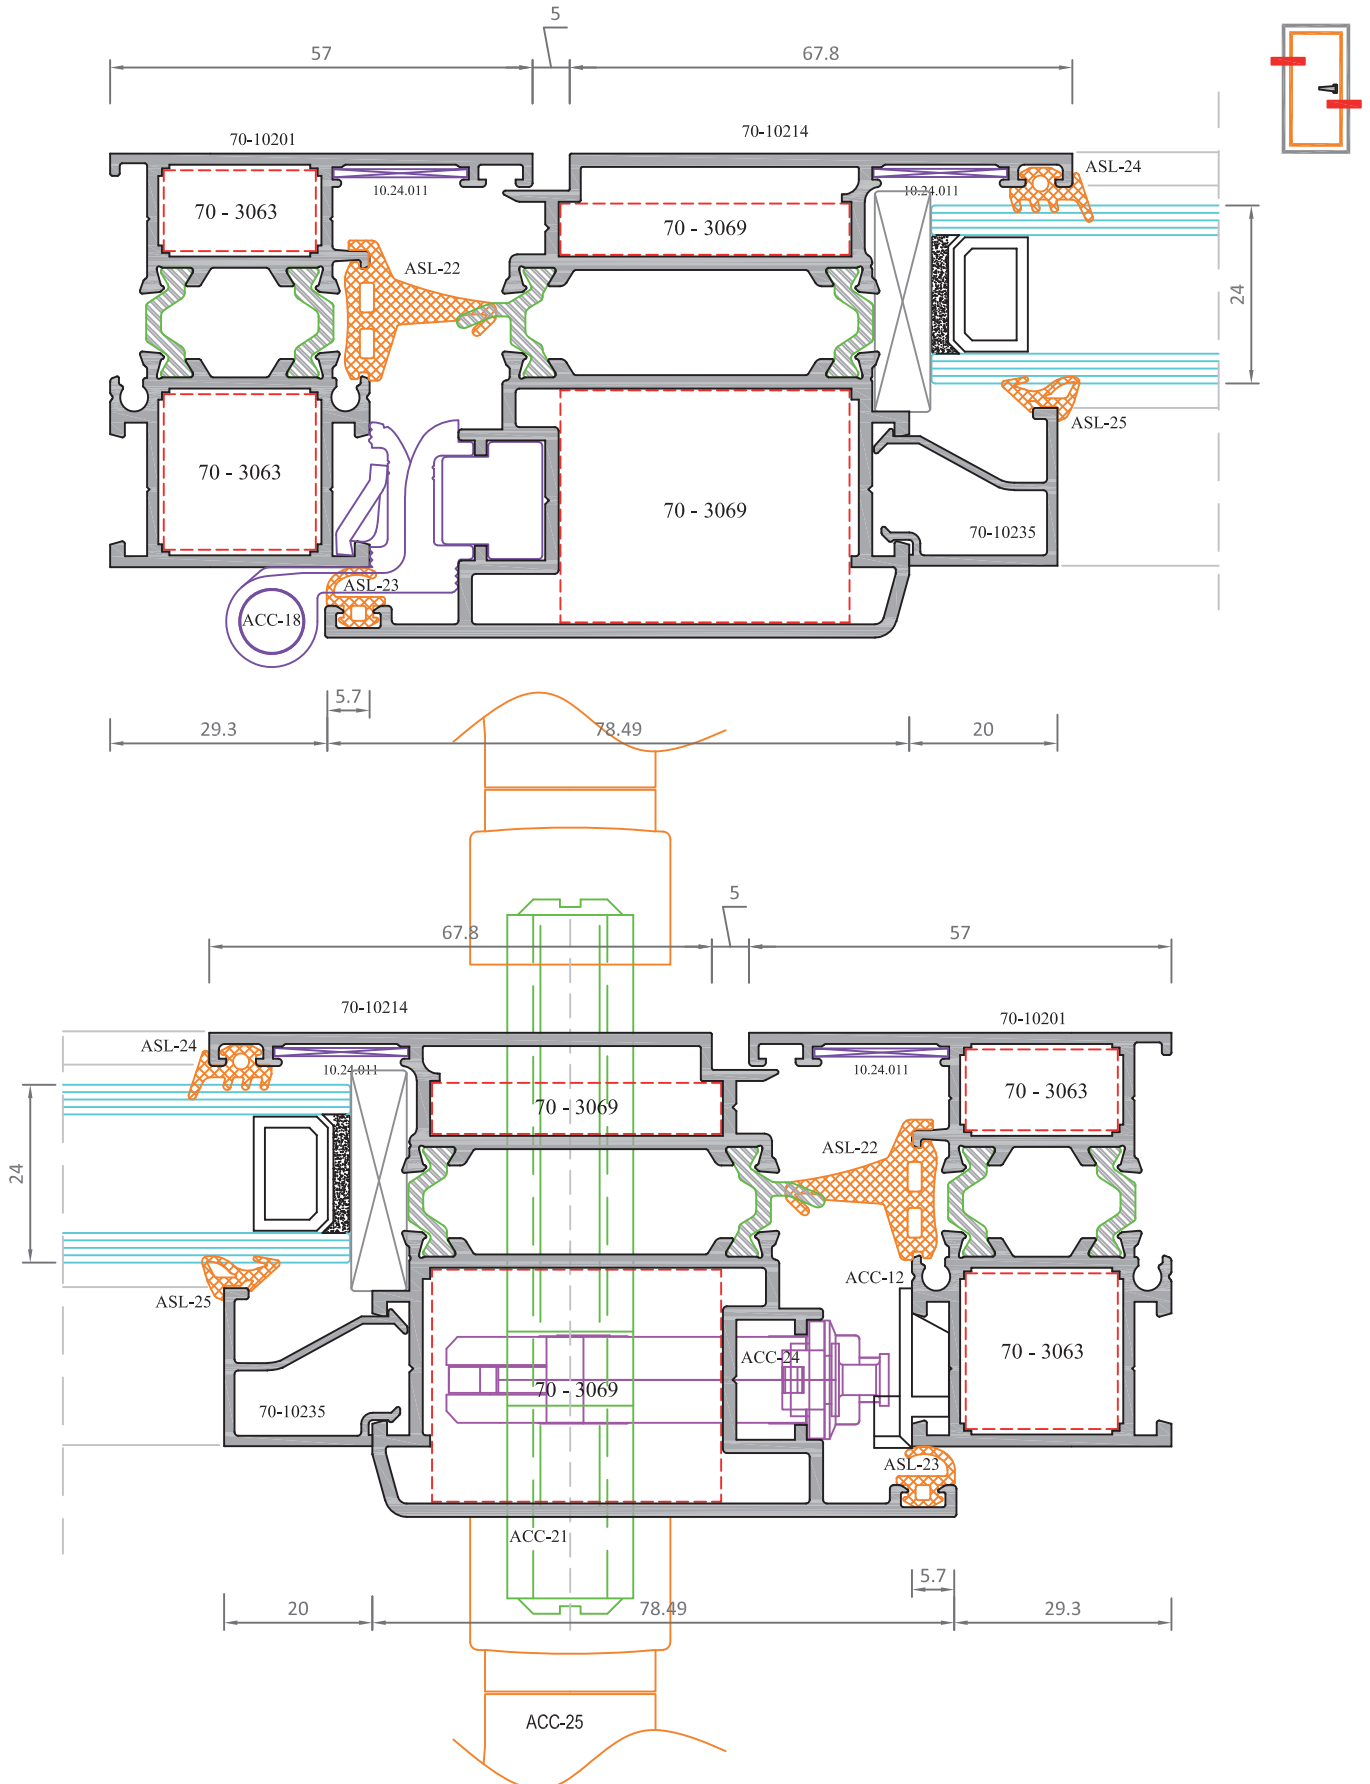 5
57
67.8
70-10201
70-10214
ASL-24
10.24.011
10.24.011
70 - 3063
70 - 3069
ASL-22
24
ASL-25
70 - 3063
70 - 3069
70-10235
ASL-23
ACC-18
5.7
29.3
78.49
20
5
67.8
57
70-10214
70-10201
ASL-24
10.24.011
10.24.011
70 - 3063
70 - 3069
ASL-22
24
ACC-12
ASL-25
70 - 3063
ACC-24
70 - 3069
70-10235
ASL-23
ACC-21
5.7
20
78.49
29.3
ACC-25